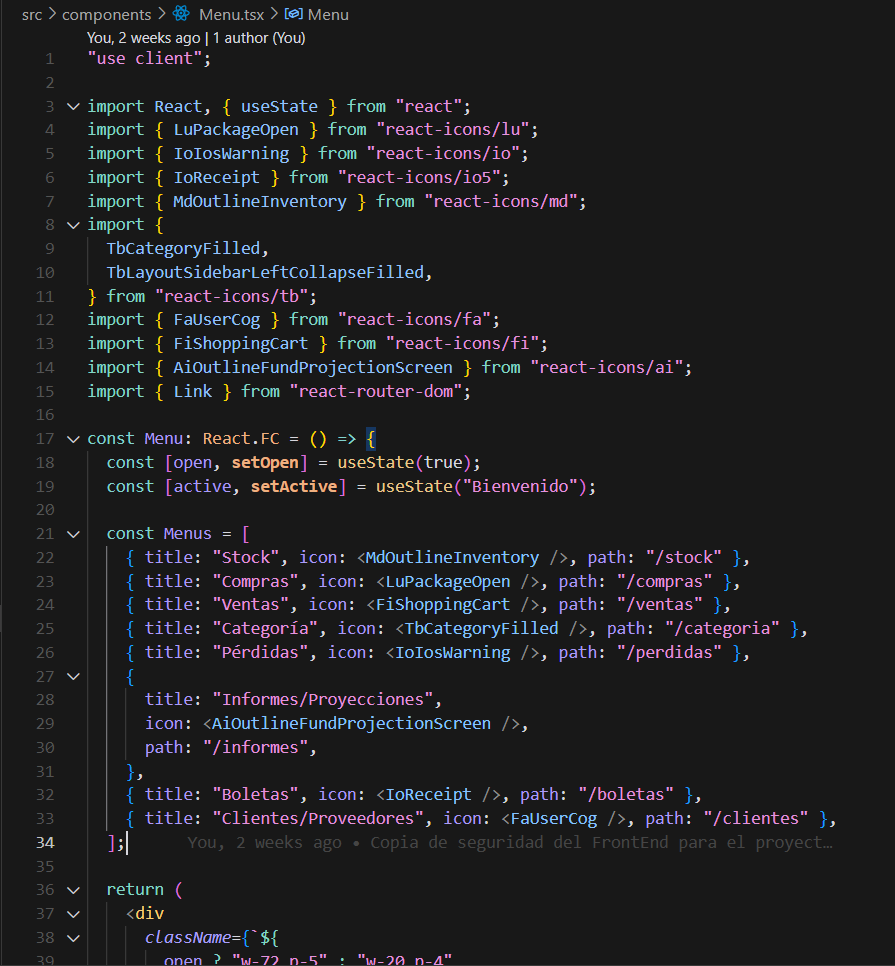 src > components > Menu.tsx > Menu
You, 2 weeks ago | 1 author (You)
1 "use client";
2
3 import React, { useState } from "react";
4 import { LuPackageOpen } from "react-icons/lu";
5 import { IoIosWarning } from "react-icons/io";
6 import { IoReceipt } from "react-icons/io5";
7 import { MdOutlineInventory } from "react-icons/md";
8 import {
9 TbCategoryFilled,
10 TbLayoutSidebarLeftCollapseFilled,
11 } from "react-icons/tb";
12 import { FaUserCog } from "react-icons/fa";
13 import { FiShoppingCart } from "react-icons/fi";
14 import { AiOutlineFundProjectionScreen } from "react-icons/ai";
15 import { Link } from "react-router-dom";
16
17 const Menu: React.FC = () => {
18 const [open, setOpen] = useState(true);
19 const [active, setActive] = useState("Bienvenido");
20
21 const Menus = [
22 { title: "Stock", icon: <MdOutlineInventory />, path: "/stock" },
23 { title: "Compras", icon: <LuPackageOpen />, path: "/compras" },
24 { title: "Ventas", icon: <FiShoppingCart />, path: "/ventas" },
25 { title: "Categoría", icon: <TbCategoryFilled />, path: "/categoria" },
26 { title: "Pérdidas", icon: <IoIosWarning />, path: "/perdidas" },
27 {
28 title: "Informes/Proyecciones",
29 icon: <AiOutlineFundProjectionScreen />,
30 path: "/informes",
31 },
32 { title: "Boletas", icon: <IoReceipt />, path: "/boletas" },
33 { title: "Clientes/Proveedores", icon: <FaUserCog />, path: "/clientes" },
34 ]; You, 2 weeks ago • Copia de seguridad del FrontEnd para el proyect…
35
36 return (
37 <div
38 className={`${
39 open ? "w-72 p-5" : "w-20 p-4"